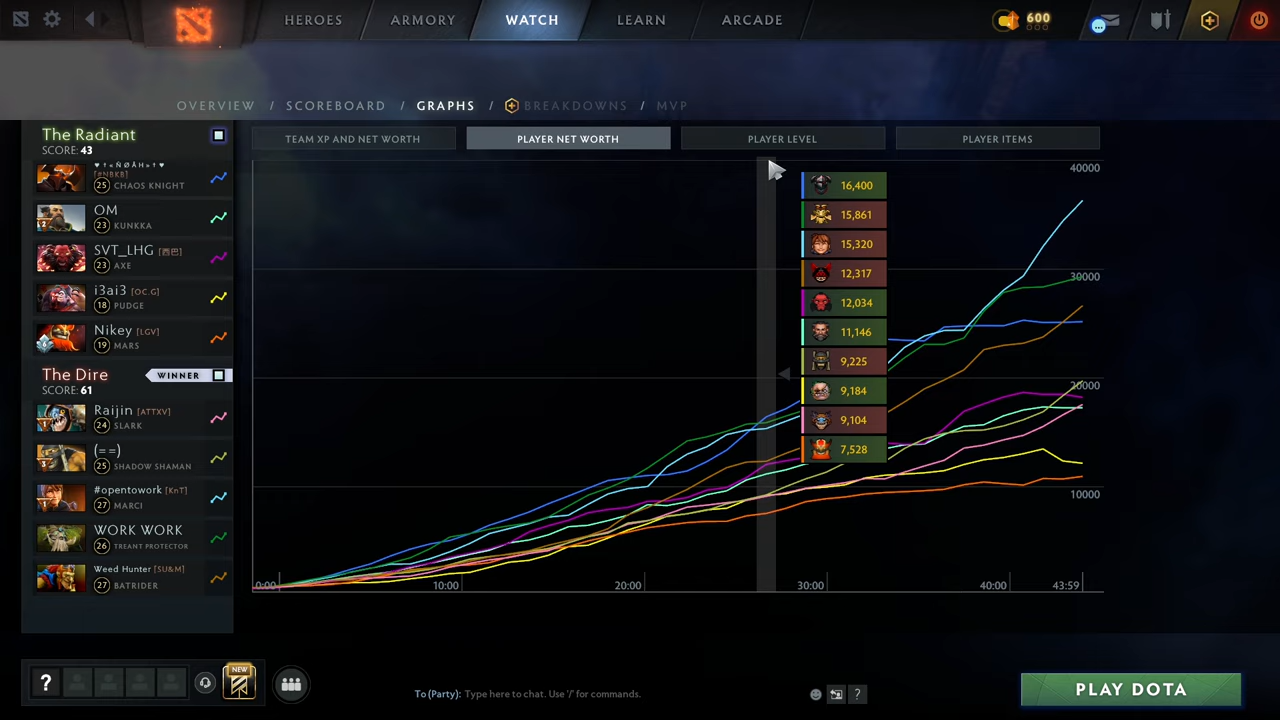 HEROES
ARMORY
WATCH
LEARN
ARCADE
600
OVERVIEW / SCOREBOARD / GRAPHS / BREAKDOWNS / MVP
The Radiant
SCORE: 43
[#NBKB]
25 CHAOS KNIGHT
OM
23 KUNKKA
SVT_LHG [西巴]
23 AXE
i3ai3 [OC.G]
18 PUDGE
Nikey [LGV]
19 MARS
The Dire
WINNER
SCORE: 61
Raijin [ATTXV]
24 SLARK
(==)
25 SHADOW SHAMAN
#opentowork [KnT]
27 MARCI
WORK WORK
26 TREANT PROTECTOR
Weed Hunter [SU&M]
27 BATRIDER
TEAM XP AND NET WORTH
PLAYER NET WORTH
PLAYER LEVEL
PLAYER ITEMS
40000
30000
20000
10000
16,400
15,861
15,320
12,317
12,034
11,146
9,225
9,184
9,104
7,528
0:00
10:00
20:00
30:00
40:00
43:59
?
NEW
To (Party): Type here to chat. Use '/' for commands.
?
PLAY DOTA